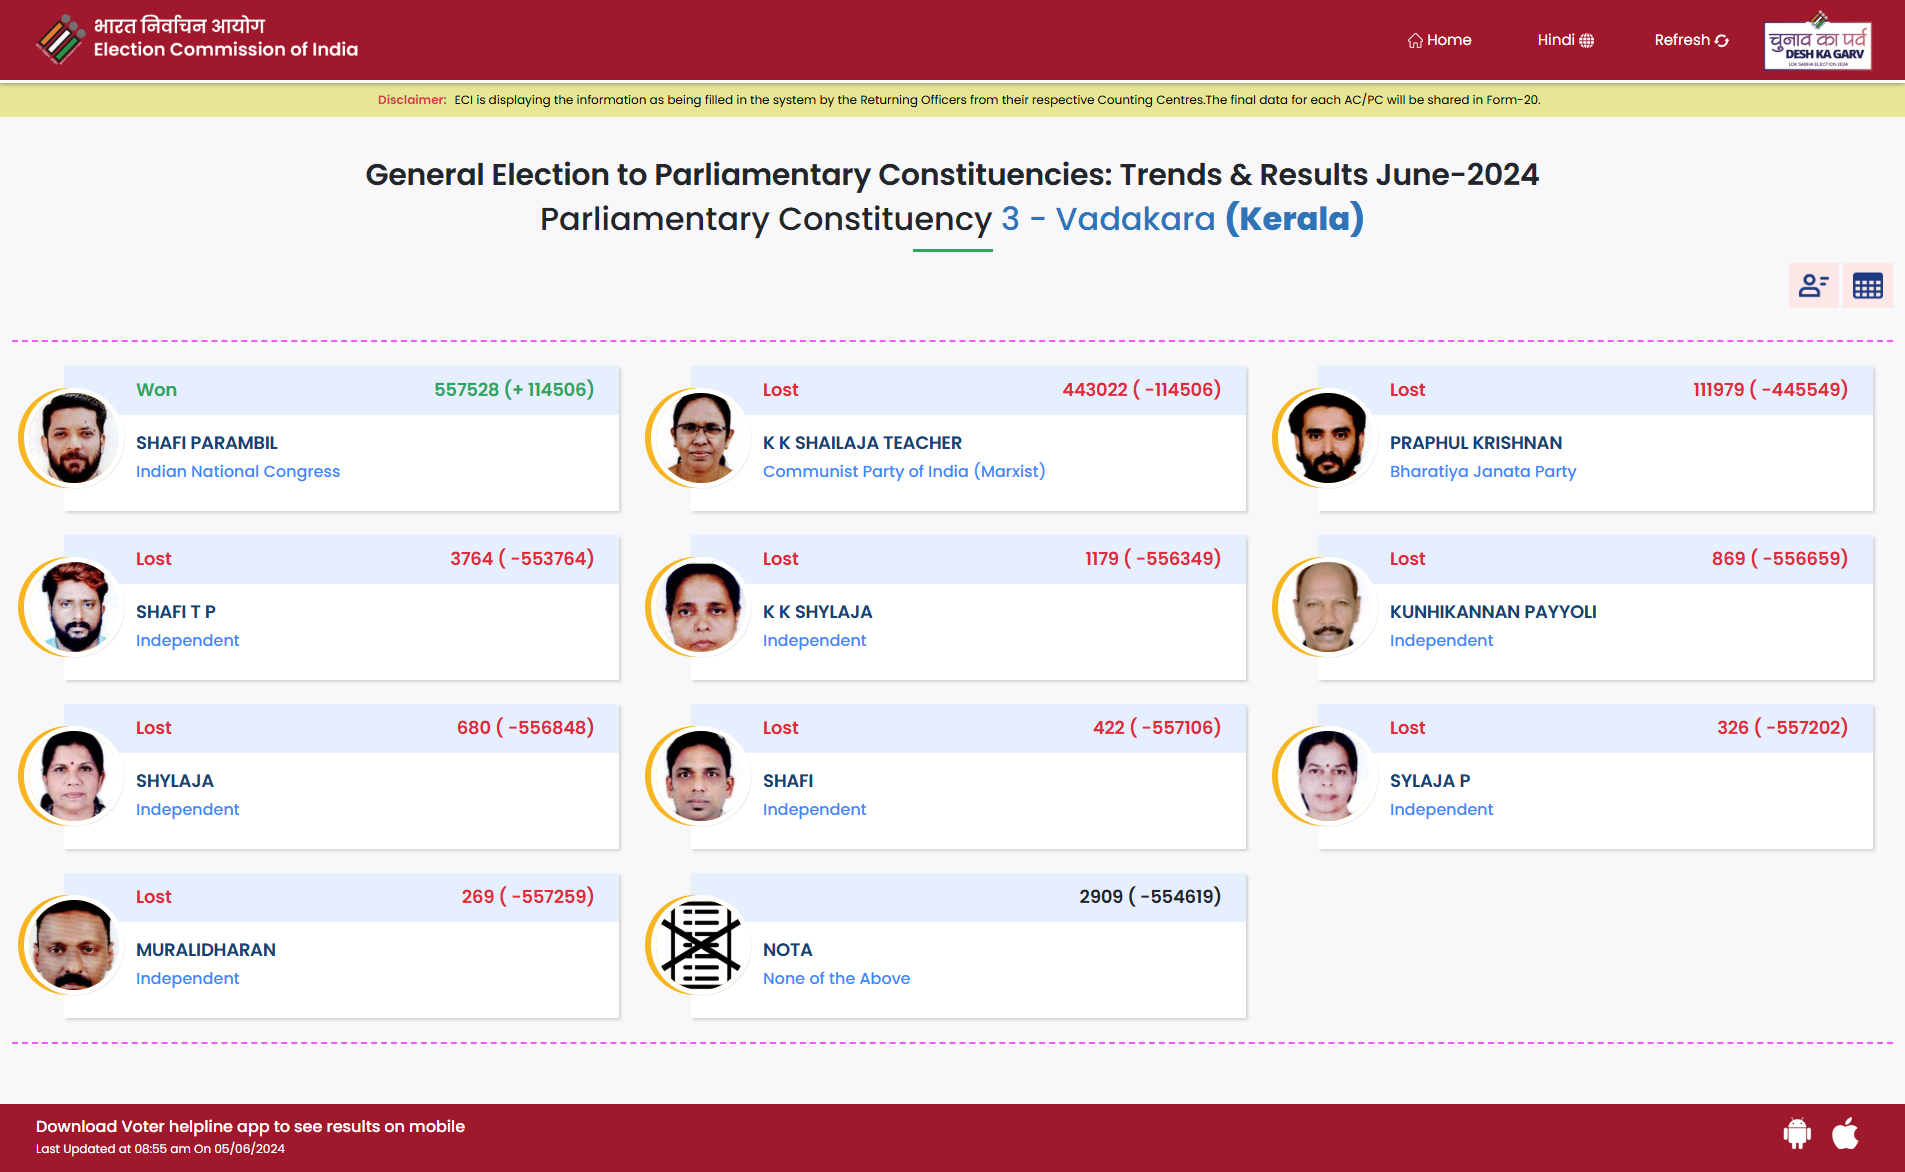 भारत निर्वाचन आयोग
Election Commission of India
Home
Hindi
Refresh
चुनाव का पर्व
DESH KA GARV
LOK SABHA ELECTION 2024
Disclaimer: ECI is displaying the information as being filled in the system by the Returning Officers from their respective Counting Centres.The final data for each AC/PC will be shared in Form-20.
General Election to Parliamentary Constituencies: Trends & Results June-2024
Parliamentary Constituency 3 - Vadakara (Kerala)
Won 557528 (+ 114506)
SHAFI PARAMBIL
Indian National Congress
Lost 443022 ( -114506)
K K SHAILAJA TEACHER
Communist Party of India (Marxist)
Lost 111979 ( -445549)
PRAPHUL KRISHNAN
Bharatiya Janata Party
Lost 3764 ( -553764)
SHAFI T P
Independent
Lost 1179 ( -556349)
K K SHYLAJA
Independent
Lost 869 ( -556659)
KUNHIKANNAN PAYYOLI
Independent
Lost 680 ( -556848)
SHYLAJA
Independent
Lost 422 ( -557106)
SHAFI
Independent
Lost 326 ( -557202)
SYLAJA P
Independent
Lost 269 ( -557259)
MURALIDHARAN
Independent
2909 ( -554619)
NOTA
None of the Above
Download Voter helpline app to see results on mobile
Last Updated at 08:55 am On 05/06/2024